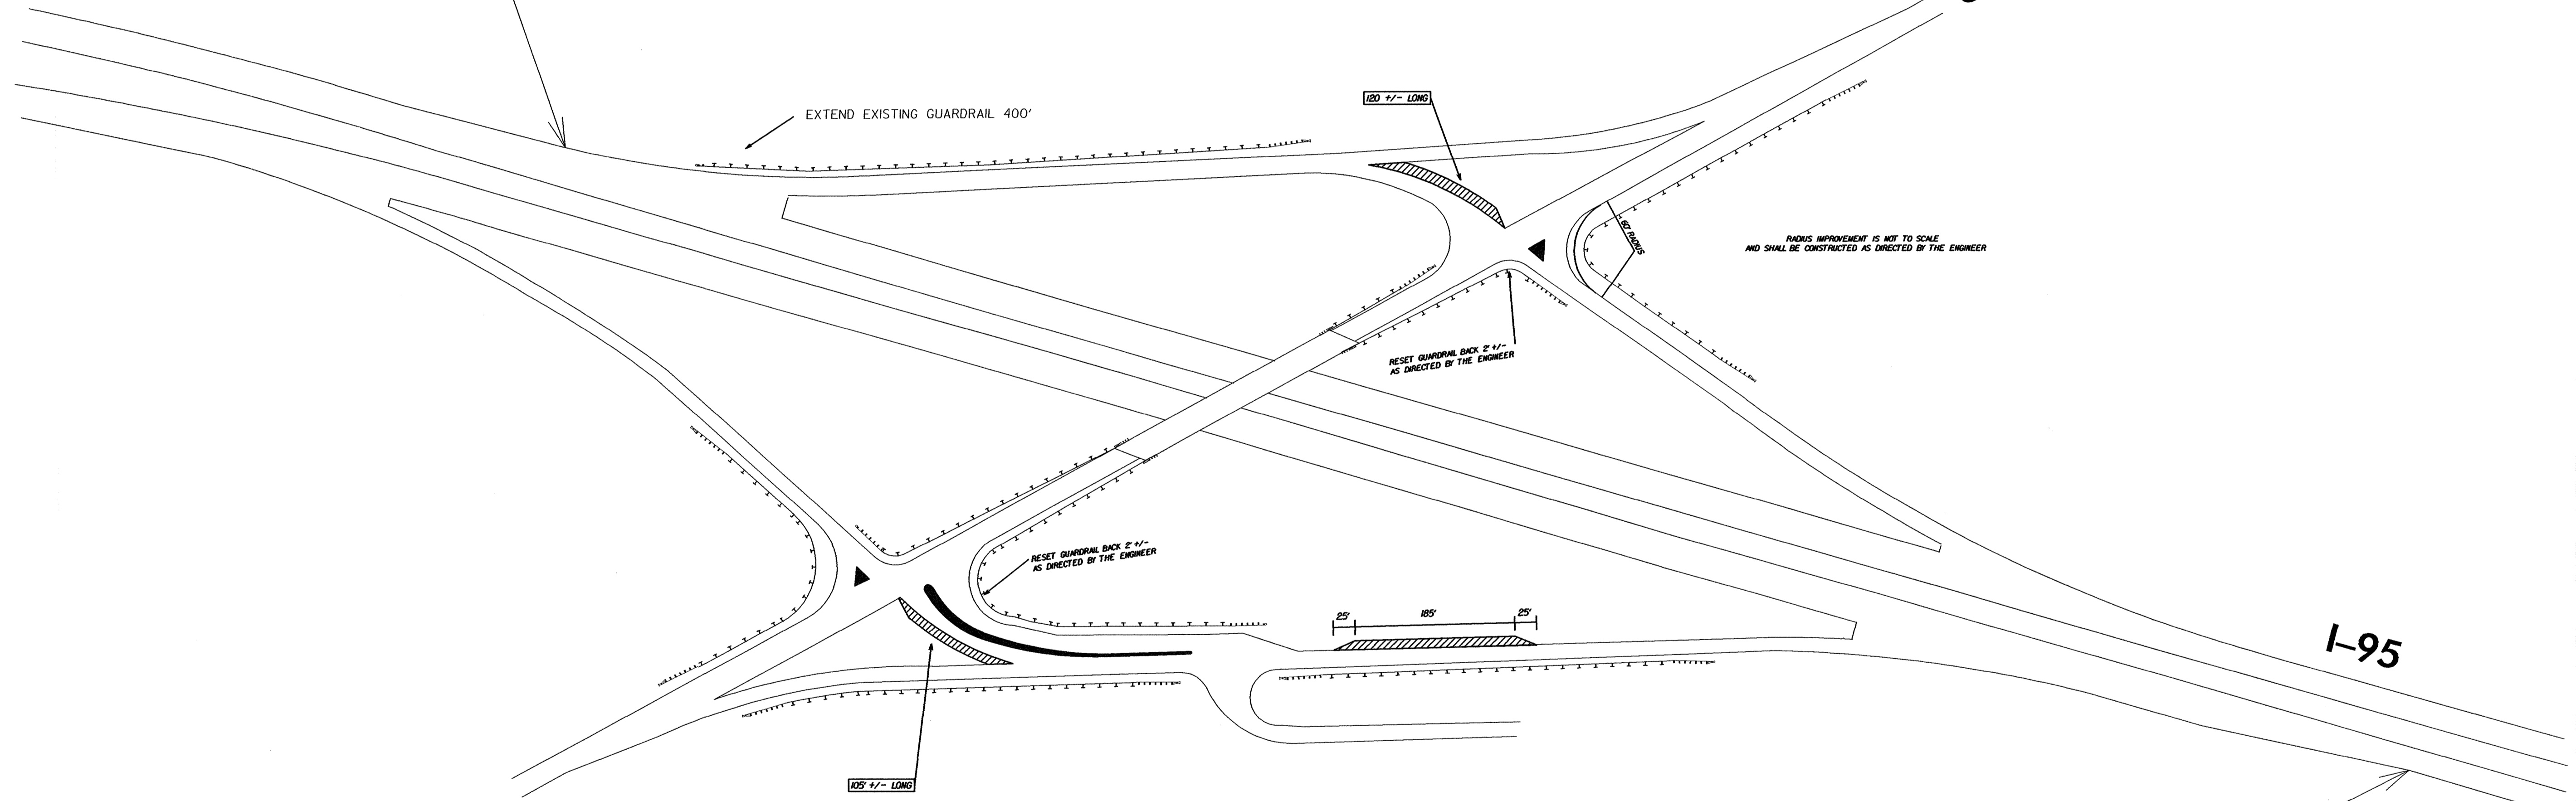 EXTEND EXISTING GUARDRAIL 400'
120 +/- LONG
60' RADIUS
RADIUS IMPROVEMENT IS NOT TO SCALE
AND SHALL BE CONSTRUCTED AS DIRECTED BY THE ENGINEER
RESET GUARDRAIL BACK 2' +/-
AS DIRECTED BY THE ENGINEER
RESET GUARDRAIL BACK 2' +/-
AS DIRECTED BY THE ENGINEER
25' 185' 25'
I-95
105' +/- LONG